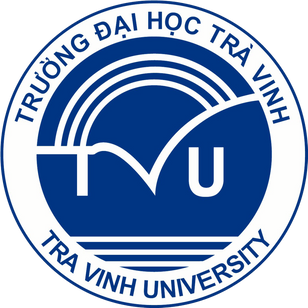 TRƯỜNG ĐẠI HỌC TRÀ VINH
TVU
TRA VINH UNIVERSITY